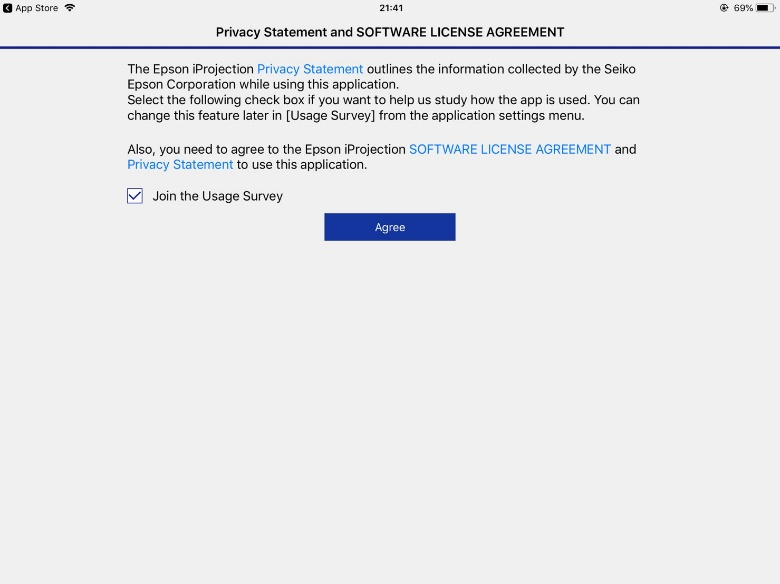 App Store
21:41
69%
Privacy Statement and SOFTWARE LICENSE AGREEMENT
The Epson iProjection Privacy Statement outlines the information collected by the Seiko
Epson Corporation while using this application.
Select the following check box if you want to help us study how the app is used. You can
change this feature later in [Usage Survey] from the application settings menu.
Also, you need to agree to the Epson iProjection SOFTWARE LICENSE AGREEMENT and
Privacy Statement to use this application.
Join the Usage Survey
Agree